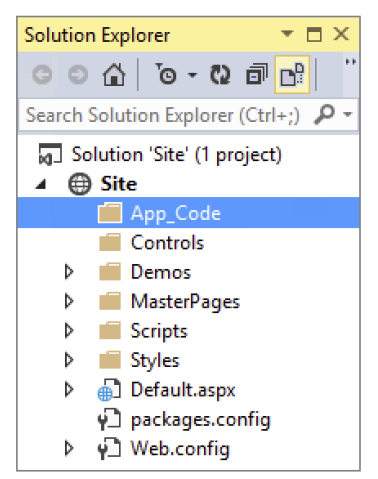 Solution Explorer
Search Solution Explorer (Ctrl+;)
Solution 'Site' (1 project)
Site
App_Code
Controls
Demos
MasterPages
Scripts
Styles
Default.aspx
packages.config
Web.config